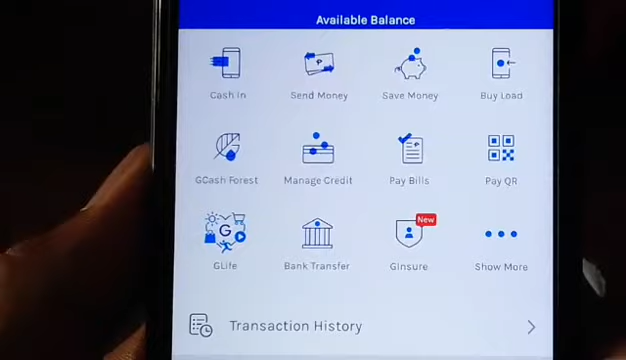 Available Balance
Cash In
Send Money
Save Money
Buy Load
GCash Forest
Manage Credit
Pay Bills
Pay QR
G
GLife
Bank Transfer
New
GInsure
Show More
Transaction History